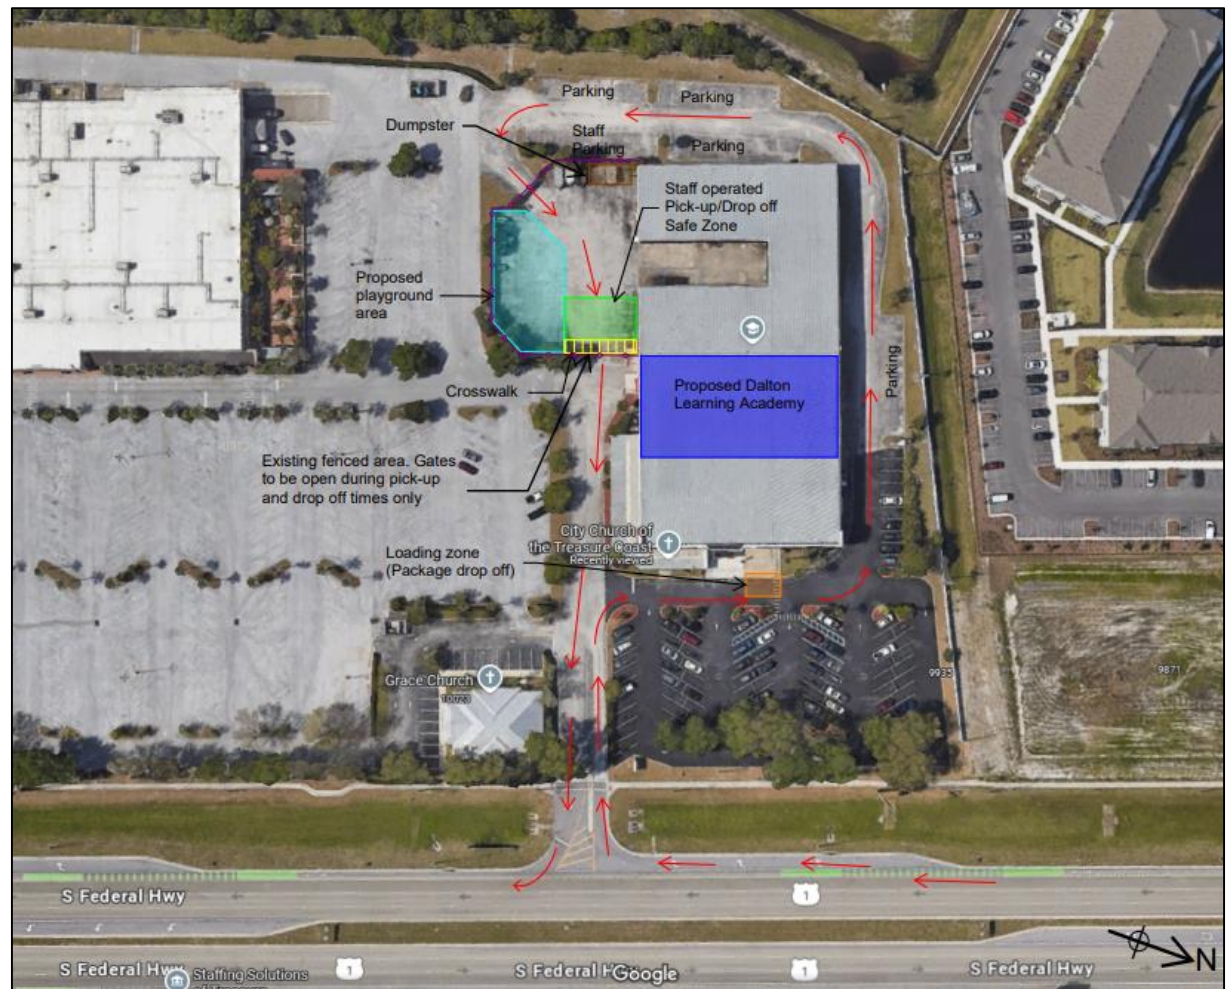 Parking
Parking
Dumpster
Staff
Parking
Parking
Staff operated
Pick-up/Drop off
Safe Zone
Proposed
playground
area
Crosswalk
Proposed Dalton
Learning Academy
Parking
Existing fenced area. Gates
to be open during pick-up
and drop off times only
City Church of
the Treasure Coast
Recently viewed
Loading zone
(Package drop off)
Grace Church
10023
9935
9871
S Federal Hwy
1
S Federal Hwy
1
S Federal Hwy
1
S Federal Hwy
Staffing Solutions
Google
N